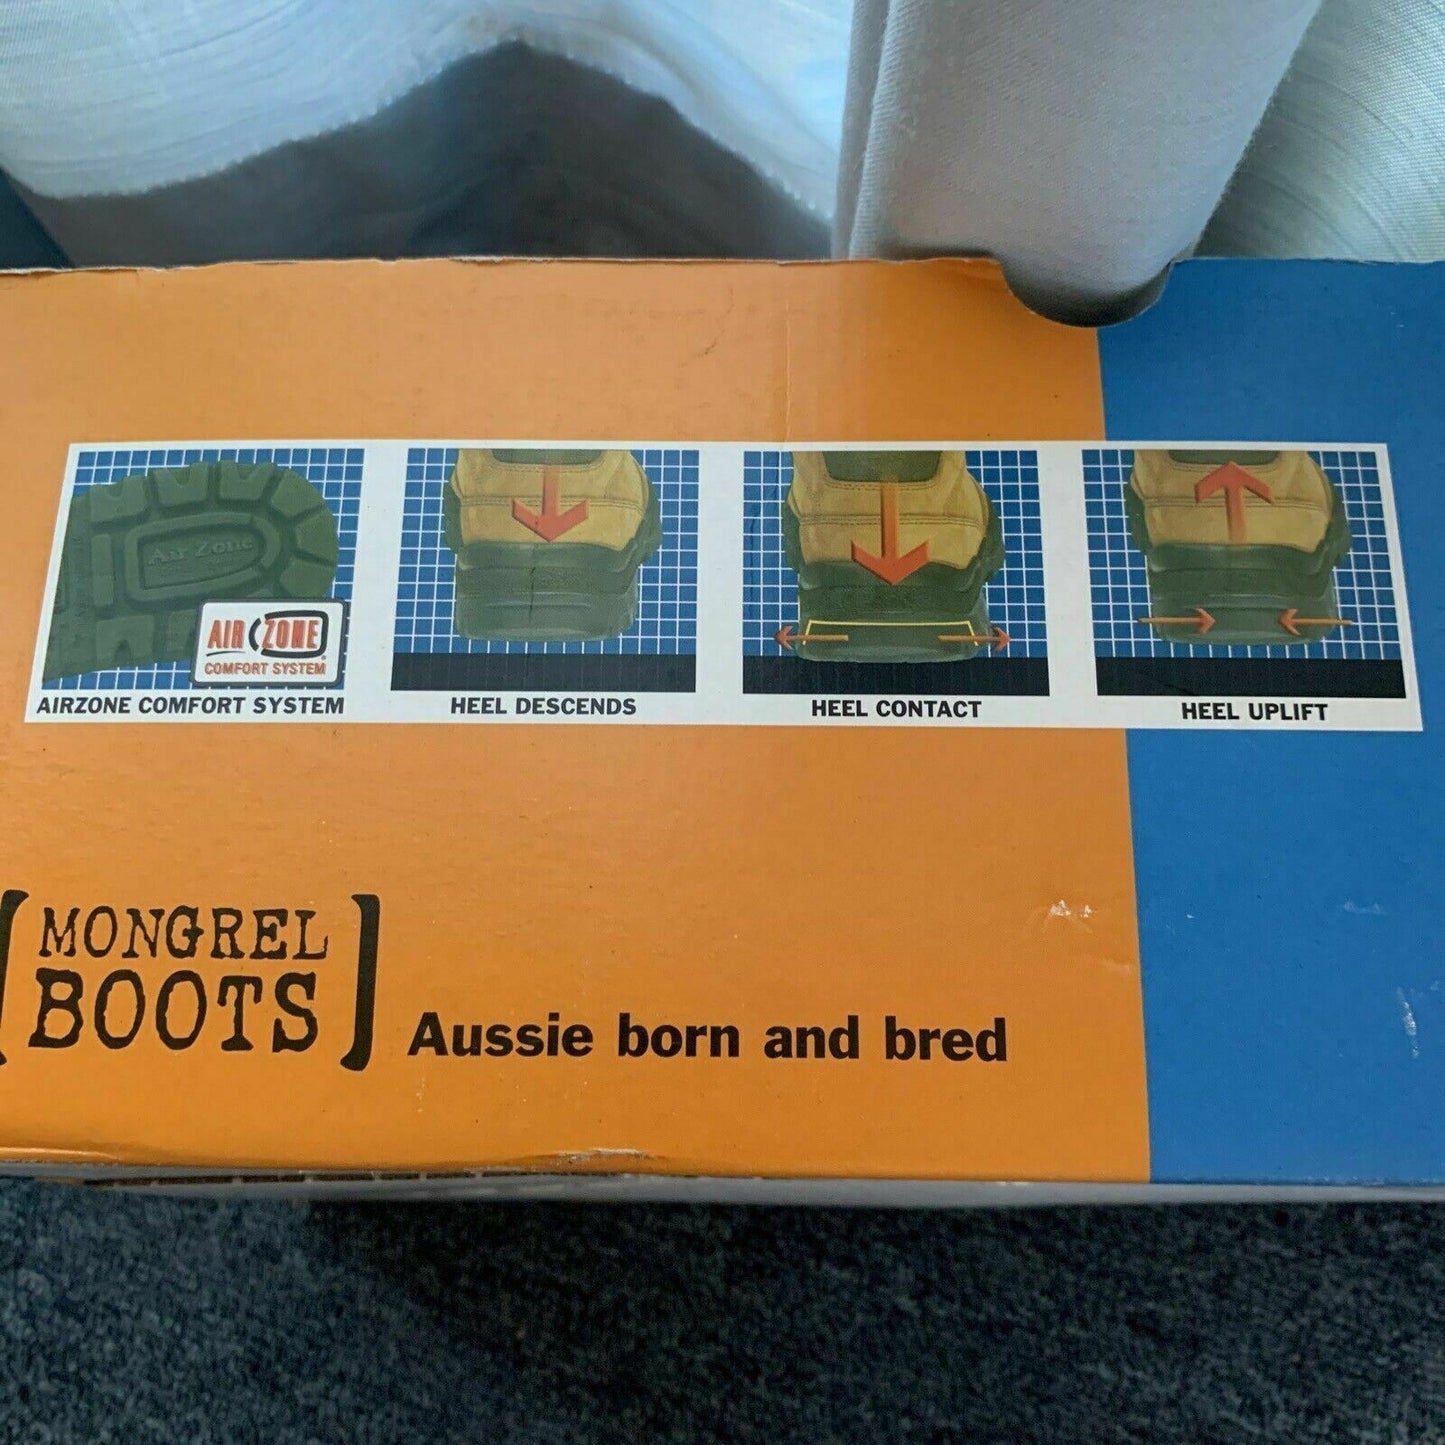 Air Zone
AIR ZONE
COMFORT SYSTEM
AIRZONE COMFORT SYSTEM
HEEL DESCENDS
HEEL CONTACT
HEEL UPLIFT
[MONGREL
BOOTS]
Aussie born and bred